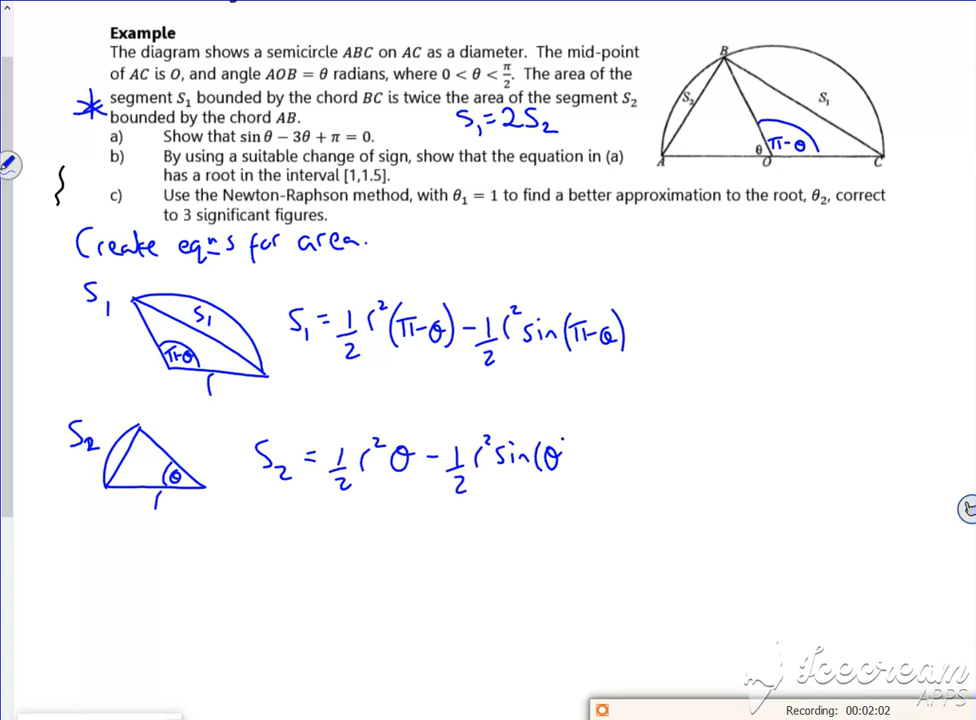 Example
The diagram shows a semicircle ABC on AC as a diameter. The mid-point
of AC is O, and angle AOB = θ radians, where 0 < θ < π/2. The area of the
segment S₁ bounded by the chord BC is twice the area of the segment S₂
bounded by the chord AB.
S₁ = 2S₂
a) Show that sin θ − 3θ + π = 0.
b) By using a suitable change of sign, show that the equation in (a)
has a root in the interval [1,1.5].
c) Use the Newton-Raphson method, with θ₁ = 1 to find a better approximation to the root, θ₂, correct
to 3 significant figures.
B
S₂
S₁
θ
π-θ
A
O
C
Create eqⁿs for area.
S₁
S₁
π-θ
r
S₁ = 1/2 r²(π-θ) - 1/2 r² sin(π-θ)
S₂
θ
r
S₂ = 1/2 r² θ - 1/2 r² sin(θ
Icecream
APPS
Recording: 00:02:02